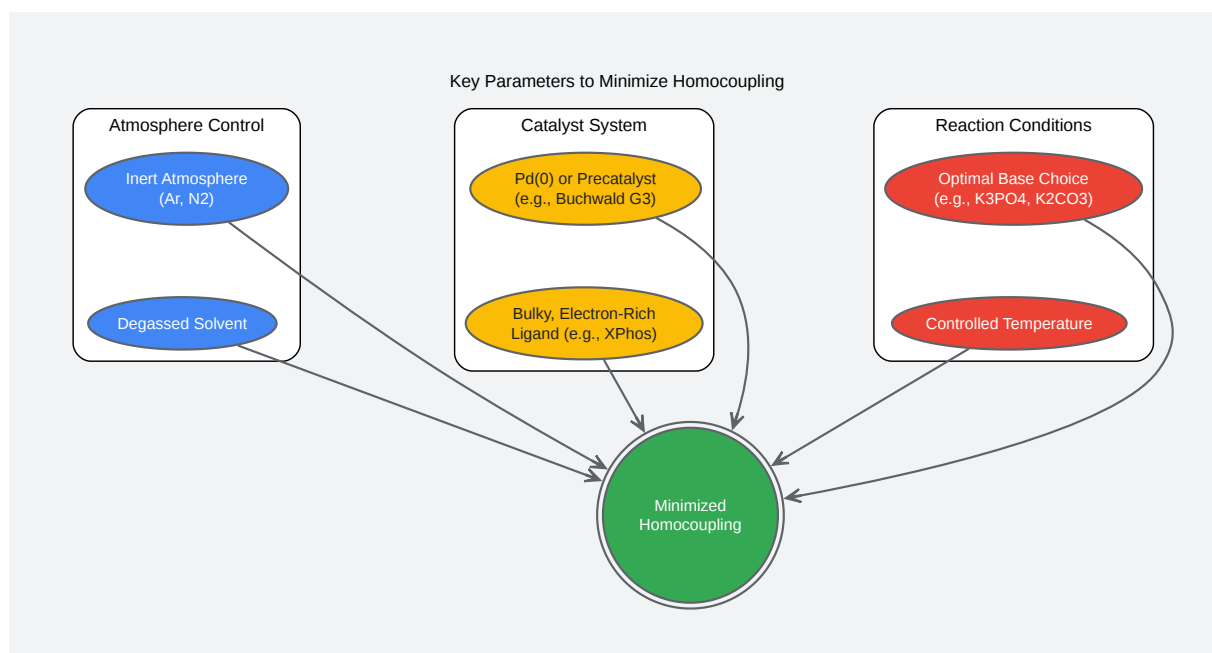 Key Parameters to Minimize Homocoupling
Atmosphere Control
Inert Atmosphere
(Ar, N2)
Degassed Solvent
Catalyst System
Pd(0) or Precatalyst
(e.g., Buchwald G3)
Bulky, Electron-Rich
Ligand (e.g., XPhos)
Reaction Conditions
Optimal Base Choice
(e.g., K3PO4, K2CO3)
Controlled Temperature
Minimized
Homocoupling